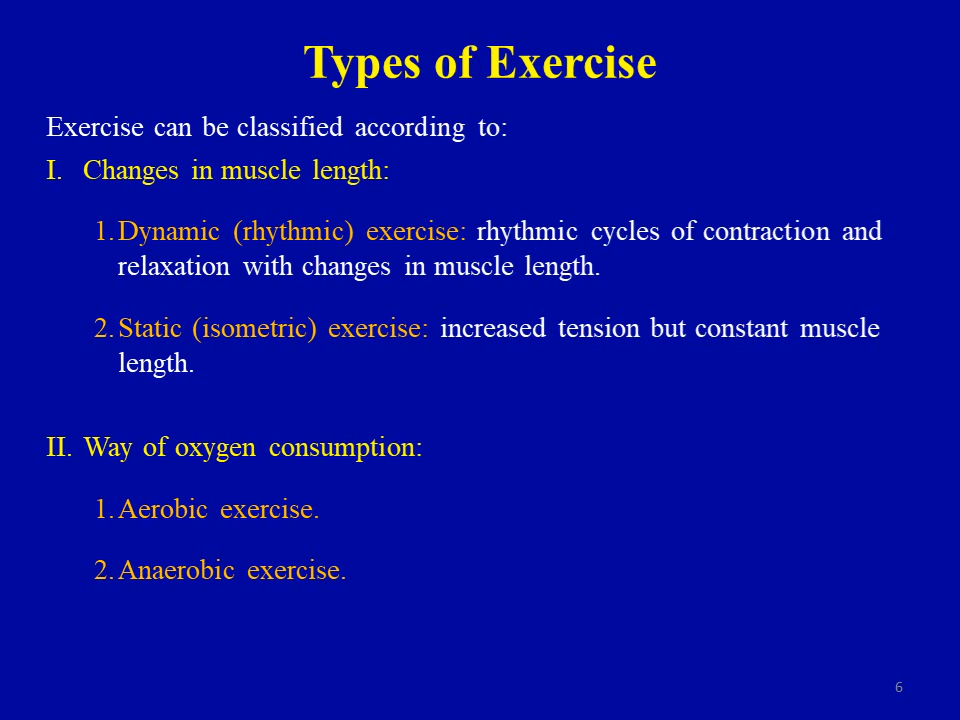 Types of Exercise
Exercise can be classified according to:
I. Changes in muscle length:
1. Dynamic (rhythmic) exercise: rhythmic cycles of contraction and
relaxation with changes in muscle length.
2. Static (isometric) exercise: increased tension but constant muscle
length.
II. Way of oxygen consumption:
1. Aerobic exercise.
2. Anaerobic exercise.
6